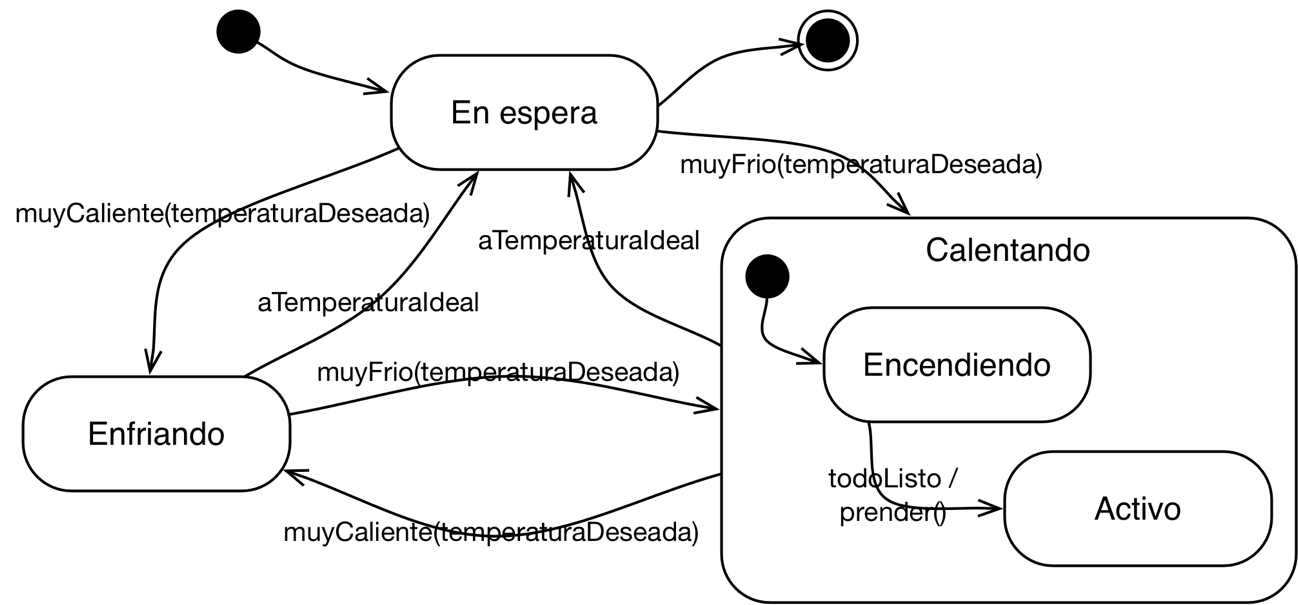 En espera
muyFrio(temperaturaDeseada)
muyCaliente(temperaturaDeseada)
aTemperaturaIdeal
Calentando
aTemperaturaIdeal
Encendiendo
muyFrio(temperaturaDeseada)
Enfriando
todoListo /
prender()
Activo
muyCaliente(temperaturaDeseada)